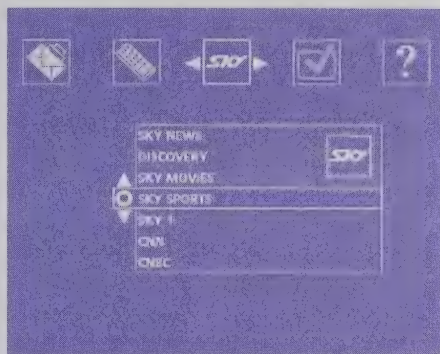 SKY
?
SKY NEWS
DISCOVERY
SKY
SKY MOVIES
SKY SPORTS
SKY 1
CNN
CNBC